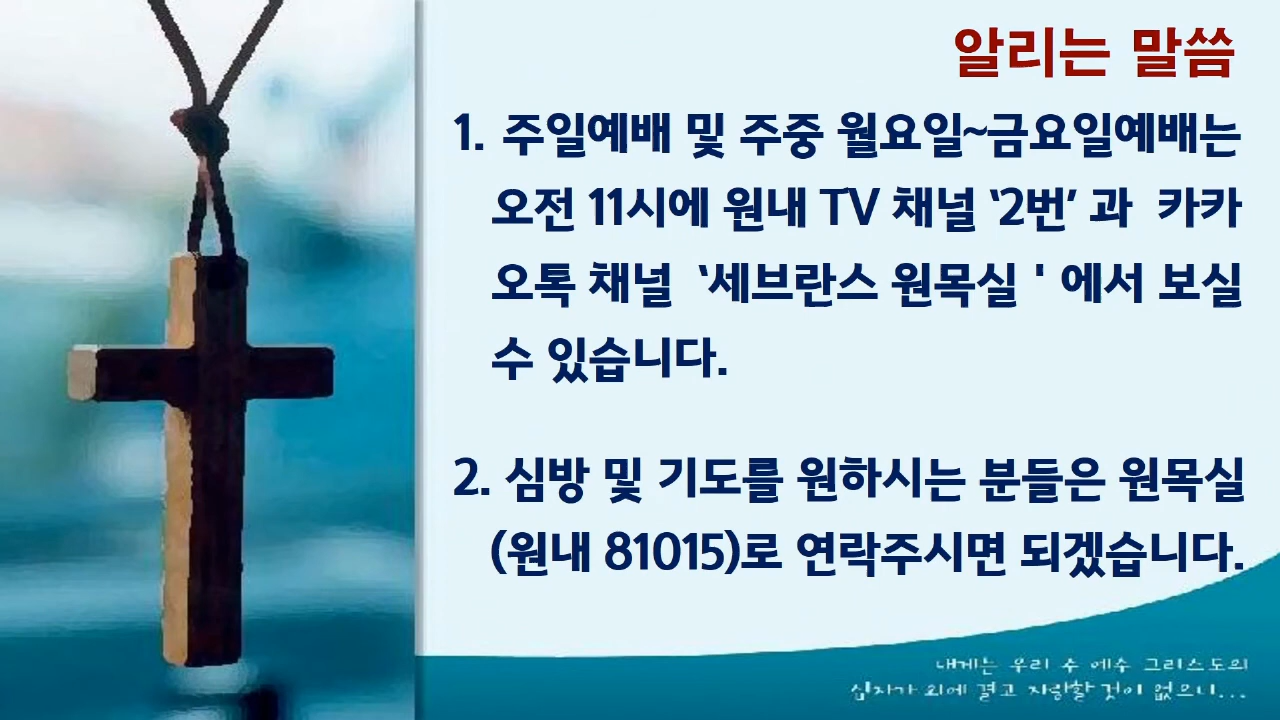 알리는 말씀
1. 주일예배 및 주중 월요일~금요일예배는
오전 11시에 원내 TV 채널 ‘2번’ 과 카카
오톡 채널 ‘세브란스 원목실 ' 에서 보실
수 있습니다.
2. 심방 및 기도를 원하시는 분들은 원목실
(원내 81015)로 연락주시면 되겠습니다.
내게는 우리 주 예수 그리스도의
십자가 외에 결코 자랑할 것이 없으니...